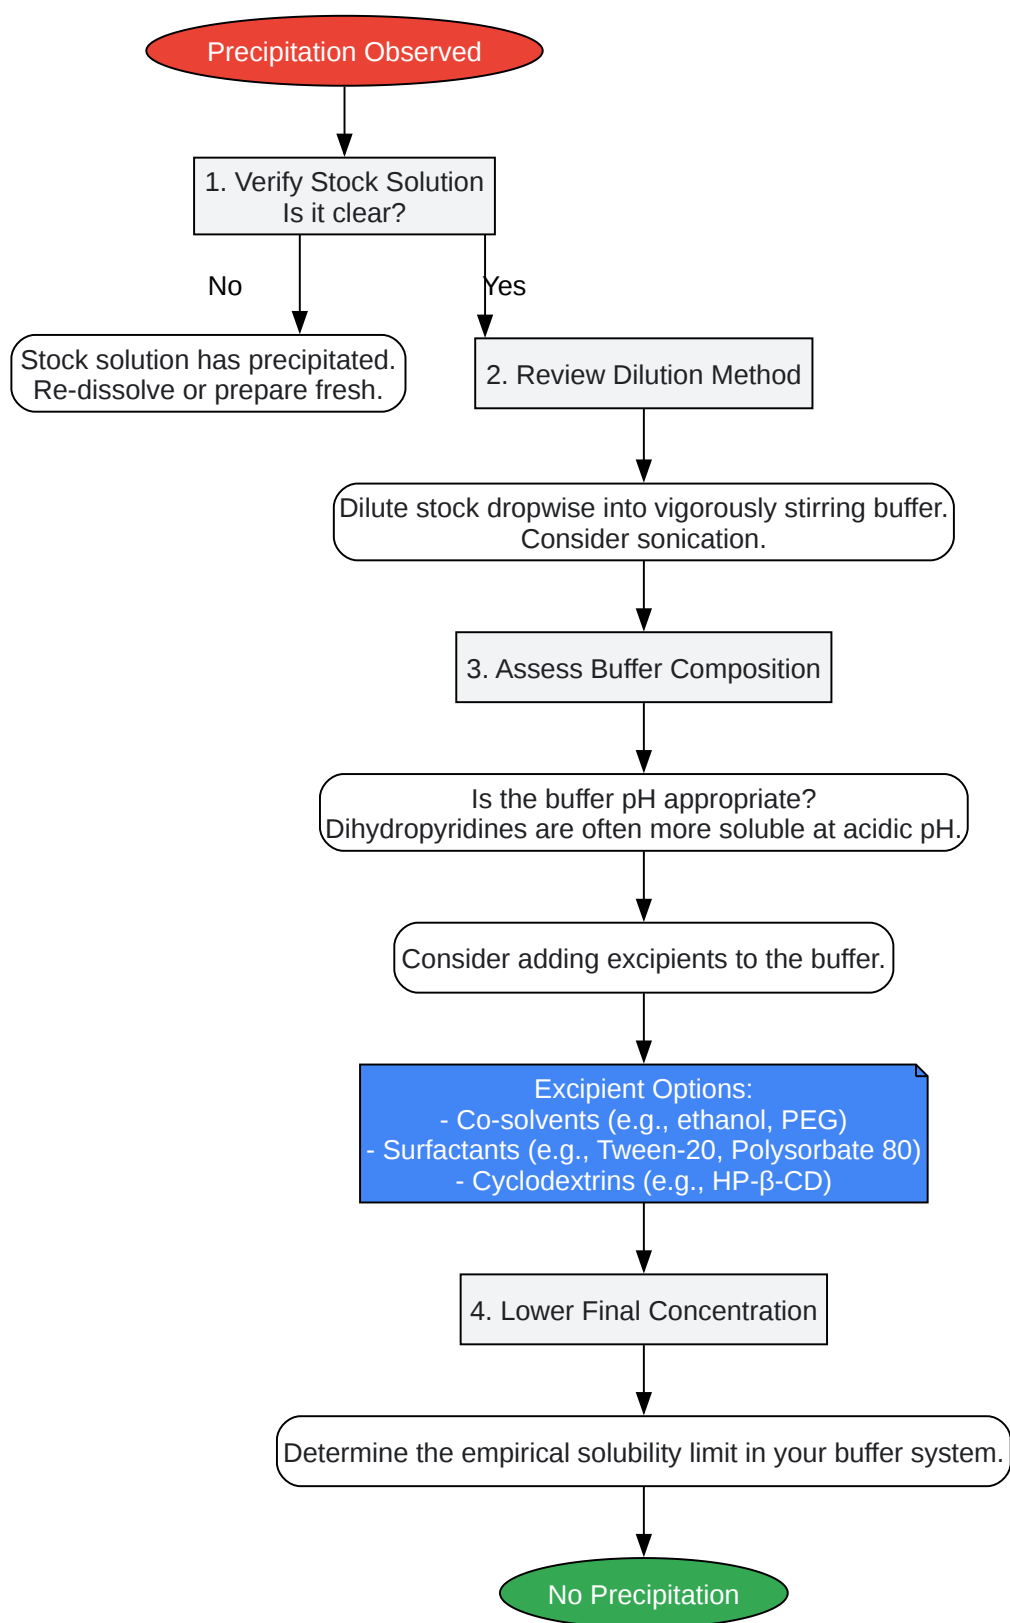 Precipitation Observed
1. Verify Stock Solution
Is it clear?
No
Yes
Stock solution has precipitated.
Re-dissolve or prepare fresh.
2. Review Dilution Method
Dilute stock dropwise into vigorously stirring buffer.
Consider sonication.
3. Assess Buffer Composition
Is the buffer pH appropriate?
Dihydropyridines are often more soluble at acidic pH.
Consider adding excipients to the buffer.
Excipient Options:
- Co-solvents (e.g., ethanol, PEG)
- Surfactants (e.g., Tween-20, Polysorbate 80)
- Cyclodextrins (e.g., HP-β-CD)
4. Lower Final Concentration
Determine the empirical solubility limit in your buffer system.
No Precipitation